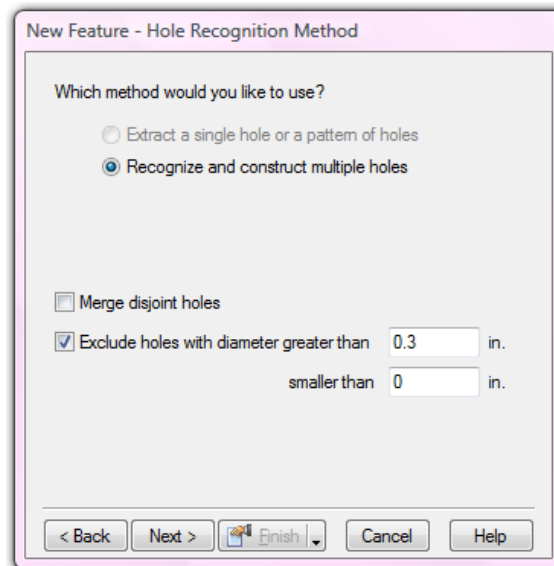 New Feature - Hole Recognition Method
Which method would you like to use?
Extract a single hole or a pattern of holes
Recognize and construct multiple holes
Merge disjoint holes
Exclude holes with diameter greater than 0.3 in.
smaller than 0 in.
< Back Next > Finish Cancel Help